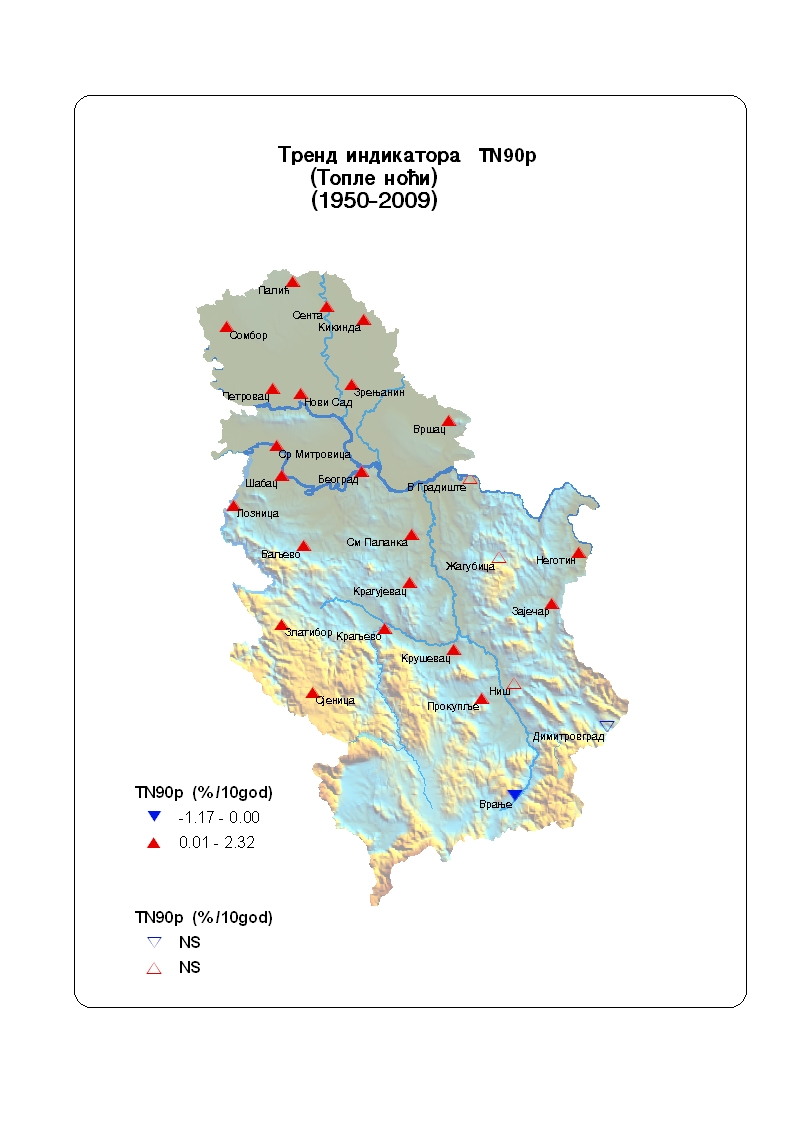 Тренд индикатора TN90p
(Топле ноћи)
(1950-2009)
Палић
Сента
Кикинда
Сомбор
Петровац
Нови Сад
Зрењанин
Вршац
Ср Митровица
Шабац
Београд
В Градиште
Лозница
Ваљево
См Паланка
Жагубица
Неготин
Крагујевац
Зајечар
Златибор
Краљево
Крушевац
Ниш
Сјеница
Прокупље
Димитровград
Врање
TN90p (%/10god)
-1.17 - 0.00
0.01 - 2.32
TN90p (%/10god)
NS
NS